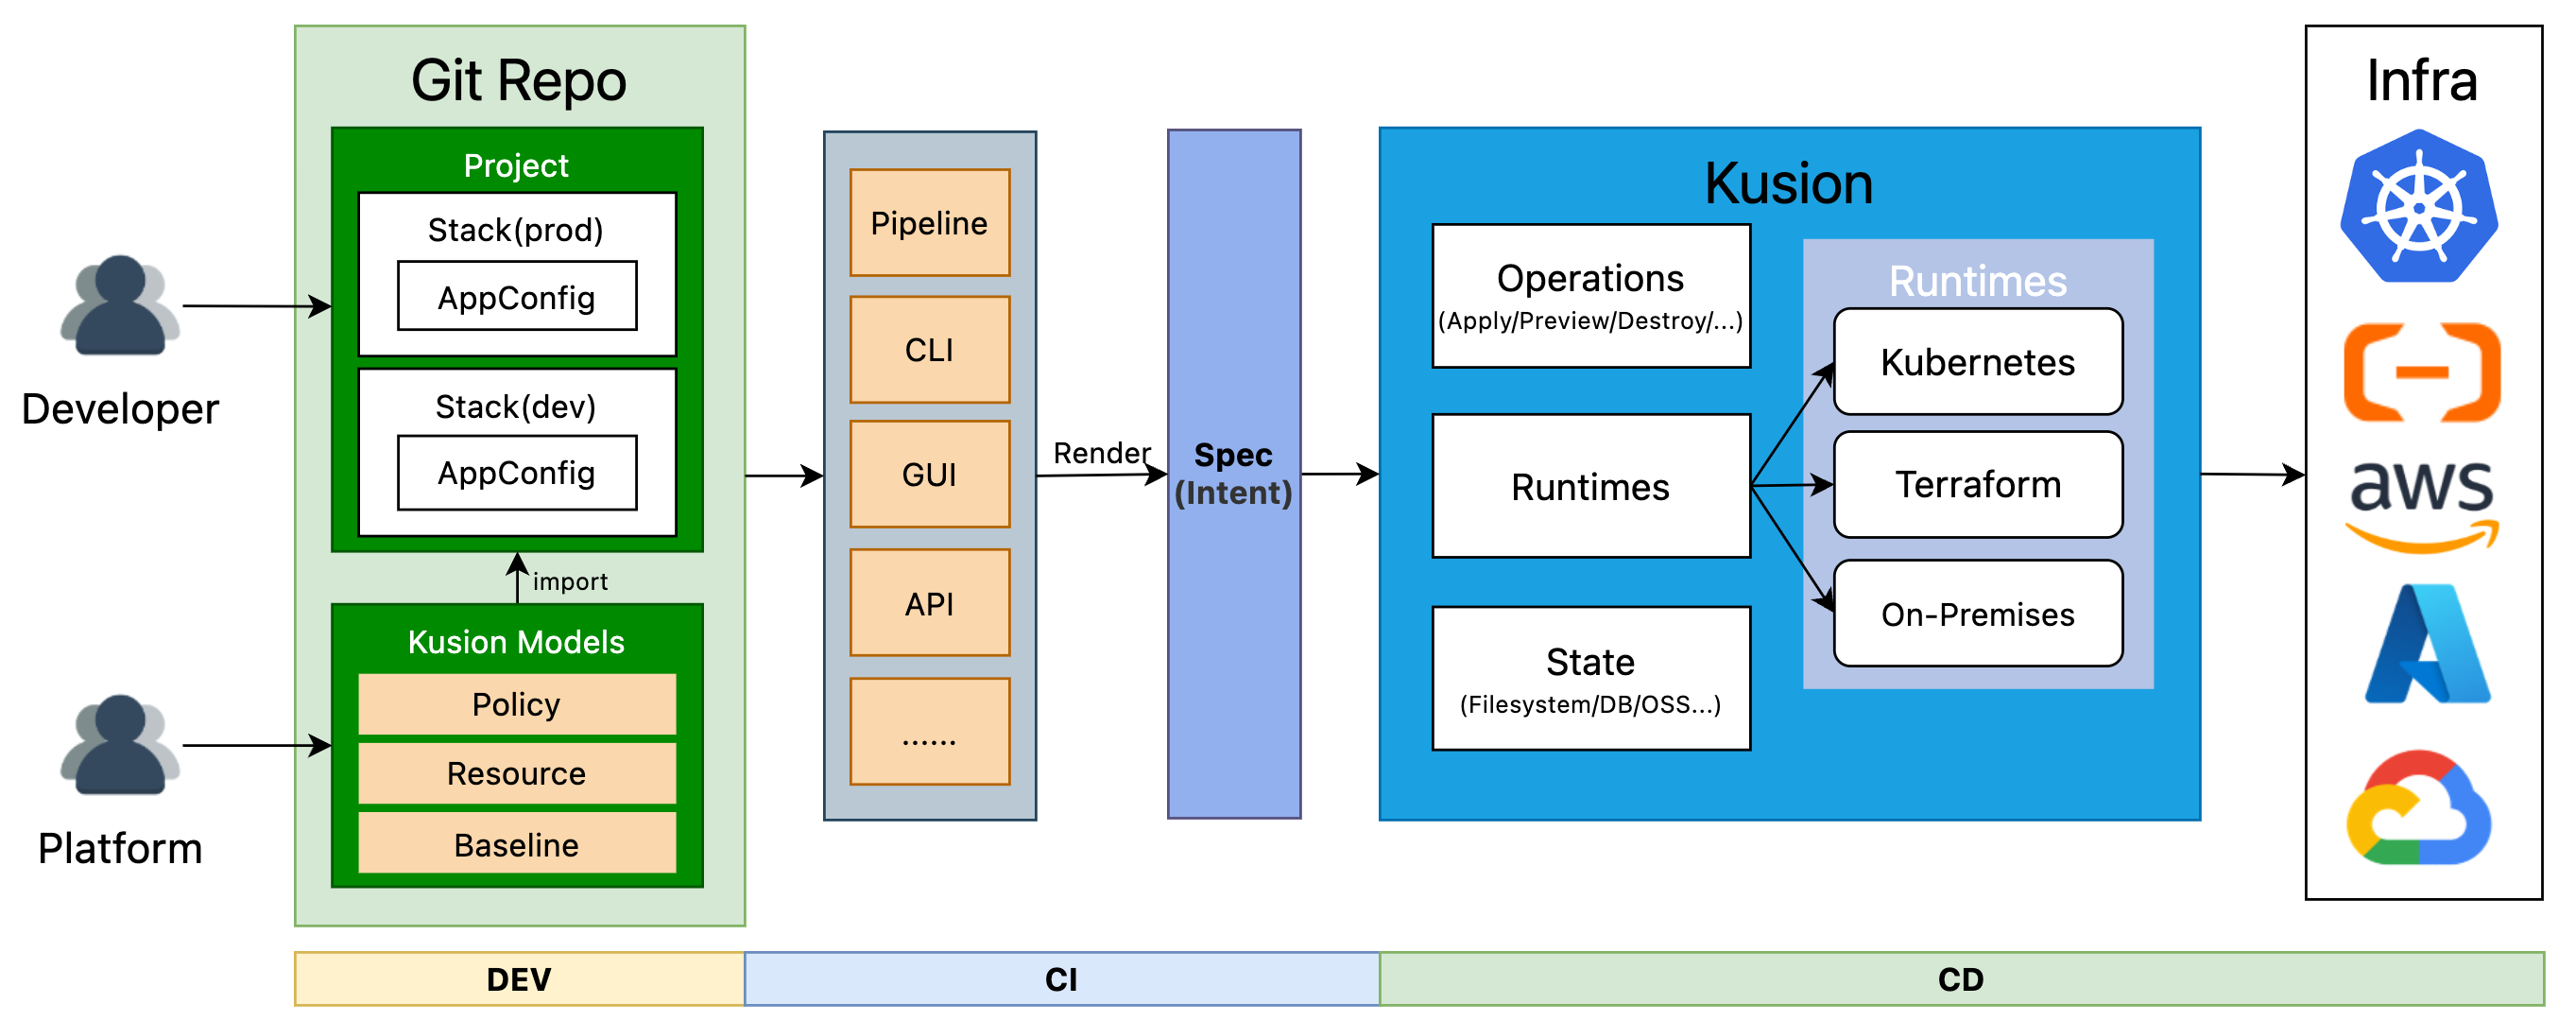 Git Repo
Project
Stack(prod)
AppConfig
Stack(dev)
AppConfig
import
Kusion Models
Policy
Resource
Baseline
Developer
Platform
Pipeline
CLI
GUI
API
......
Render
Spec
(Intent)
Kusion
Operations
(Apply/Preview/Destroy/...)
Runtimes
State
(Filesystem/DB/OSS...)
Runtimes
Kubernetes
Terraform
On-Premises
Infra
aws
DEV
CI
CD